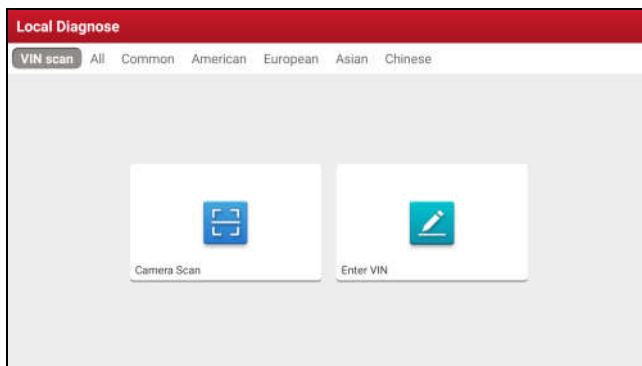 Local Diagnose
VIN scan All Common American European Asian Chinese
Camera Scan Enter VIN